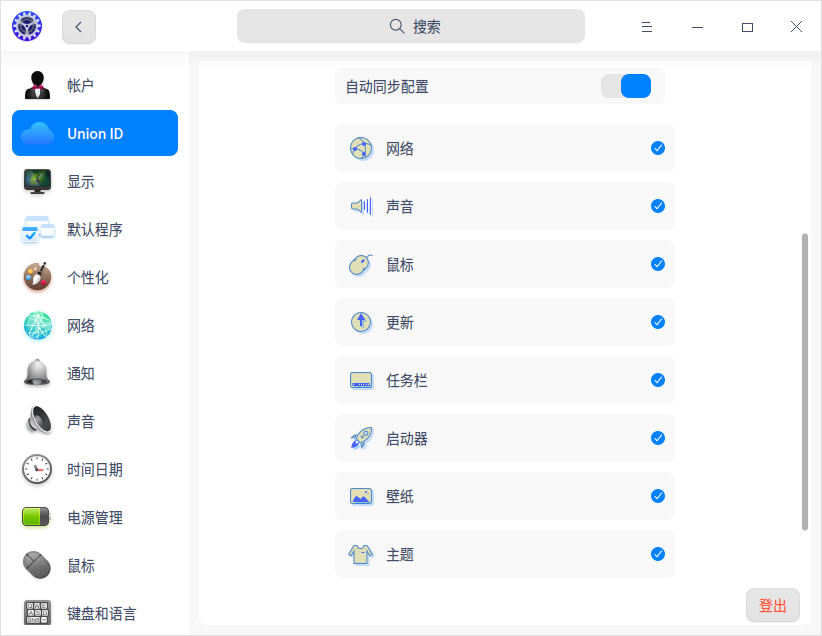 搜索
帐户
Union ID
显示
默认程序
个性化
网络
通知
声音
时间日期
电源管理
鼠标
键盘和语言
自动同步配置
网络
声音
鼠标
更新
任务栏
启动器
壁纸
主题
登出